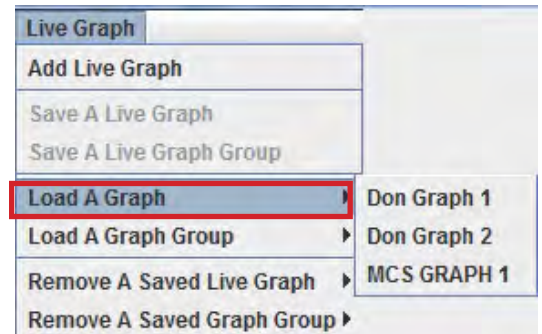 Live Graph
Add Live Graph
Save A Live Graph
Save A Live Graph Group
Load A Graph
Load A Graph Group
Remove A Saved Live Graph
Remove A Saved Graph Group
Don Graph 1
Don Graph 2
MCS GRAPH 1